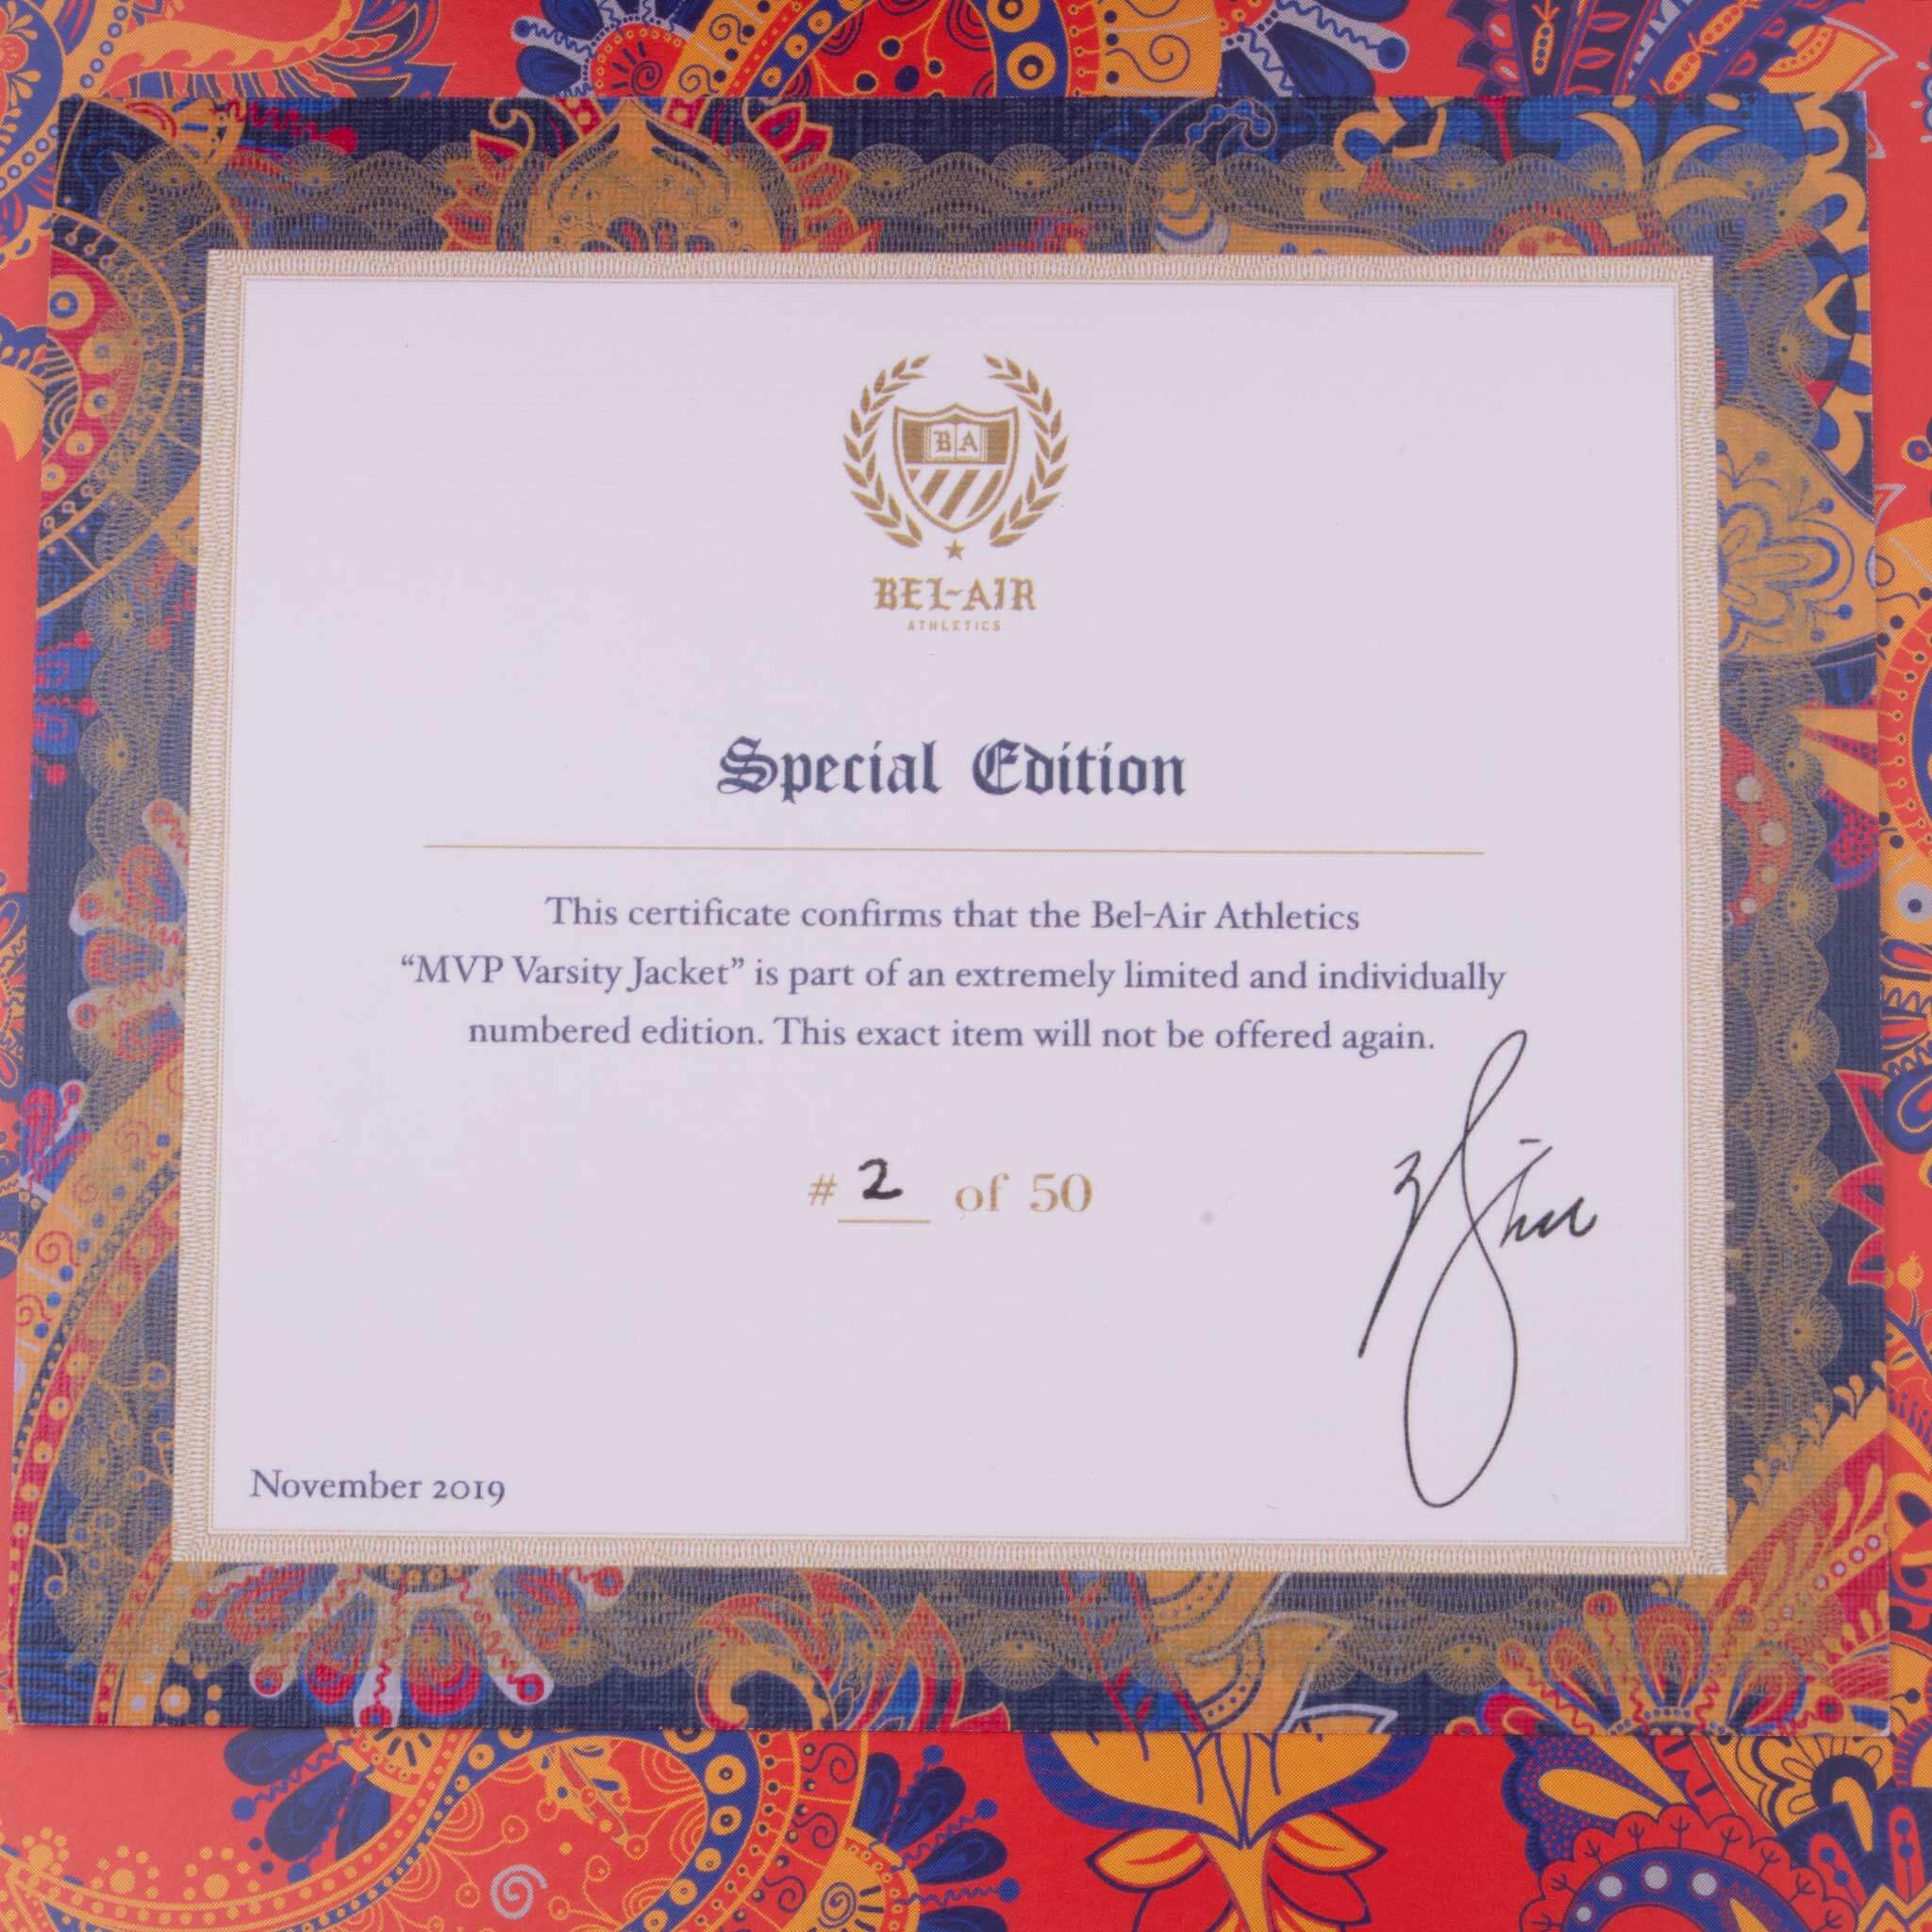 B A
BEL-AIR
ATHLETICS
Special Edition
This certificate confirms that the Bel-Air Athletics
“MVP Varsity Jacket” is part of an extremely limited and individually
numbered edition. This exact item will not be offered again.
# 2 of 50
November 2019